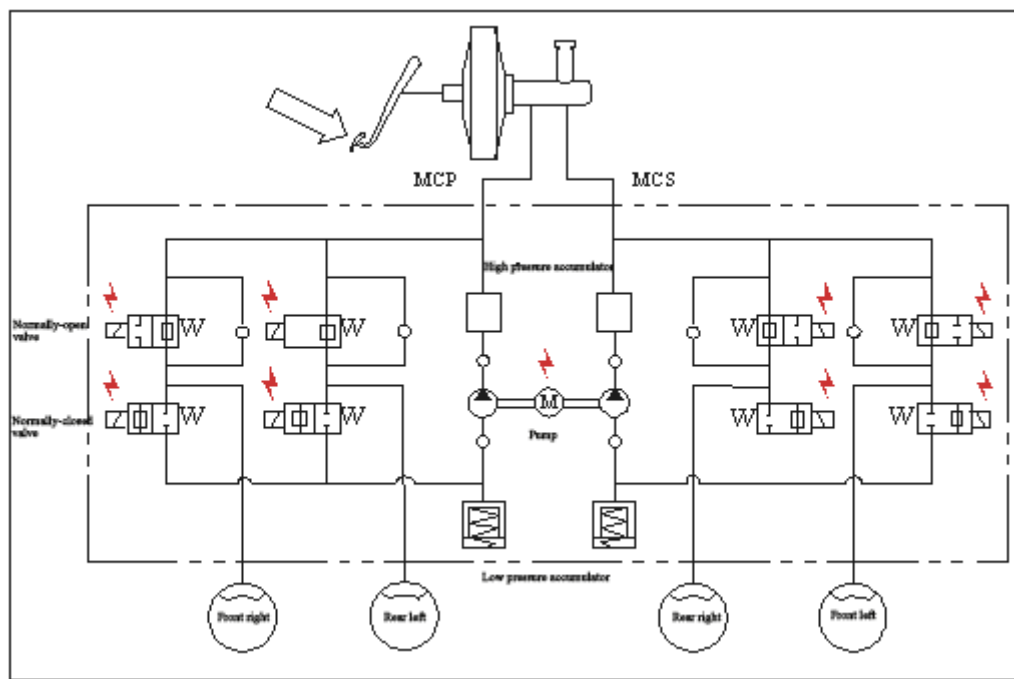 MCP
MCS
High pressure accumulator
Normally-open
valve
M
Normally-closed
valve
Pump
Low pressure accumulator
Front right
Rear left
Rear right
Front left